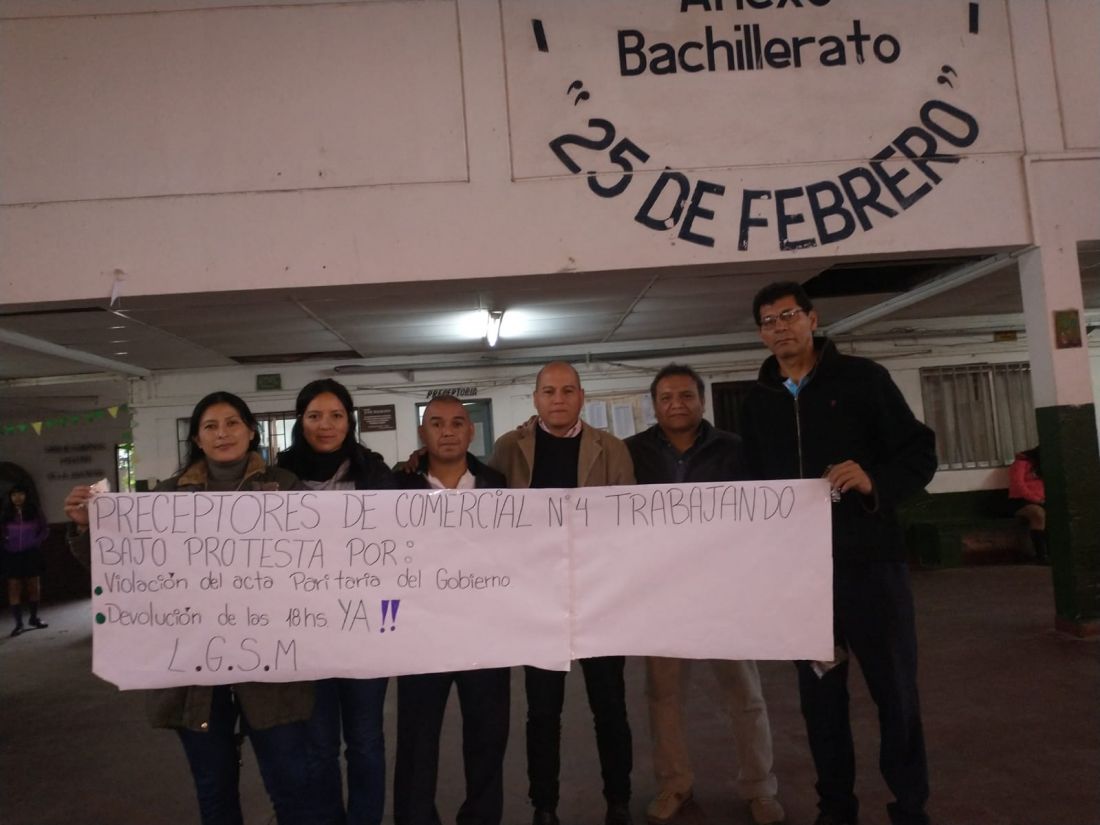 Anexo
Bachillerato
"25 DE FEBRERO"
PRECEPTORIA
PRECEPTORES DE COMERCIAL N°4 TRABAJANDO
BAJO PROTESTA POR:
• Violación del acta Paritaria del Gobierno
• Devolución de las 18hs YA!!
L.G.S.M